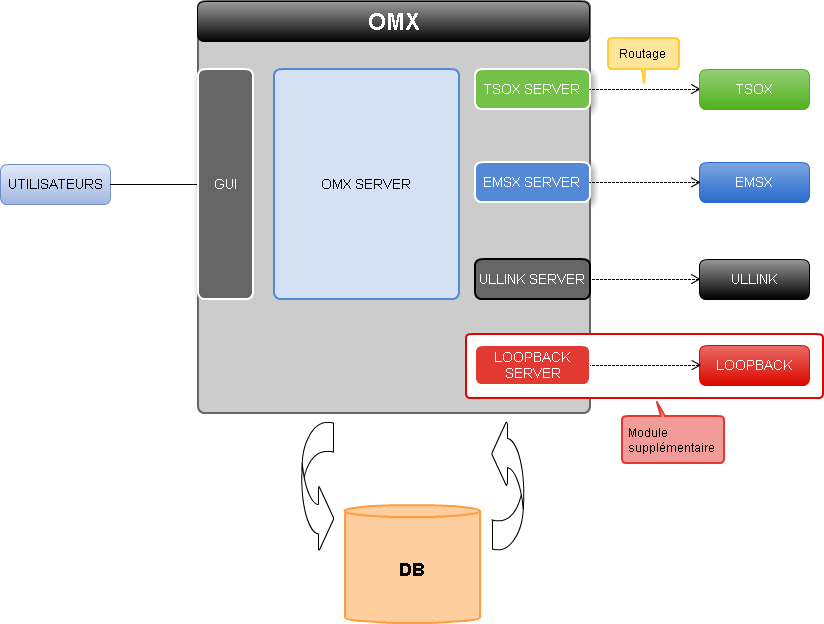 OMX
Routage
TSOX SERVER
TSOX
UTILISATEURS
GUI
OMX SERVER
EMSX SERVER
EMSX
ULLINK SERVER
ULLINK
LOOPBACK
SERVER
LOOPBACK
Module
supplémentaire
DB